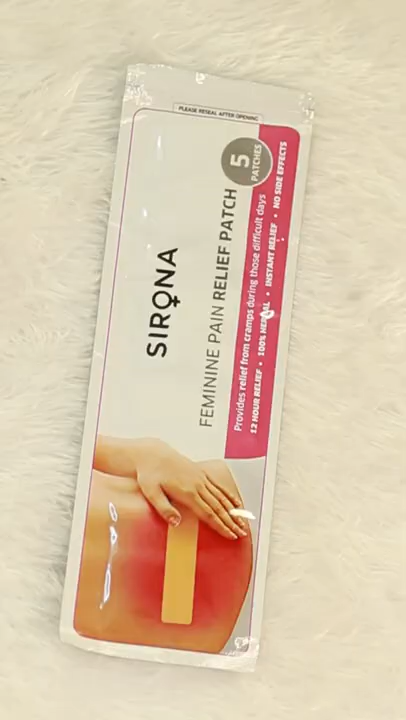 PLEASE RESEAL AFTER OPENING
SIRONA
FEMININE PAIN RELIEF PATCH
5
PATCHES
Provides relief from cramps during those difficult days
12 HOUR RELIEF • 100% HERBAL • INSTANT RELIEF • NO SIDE EFFECTS